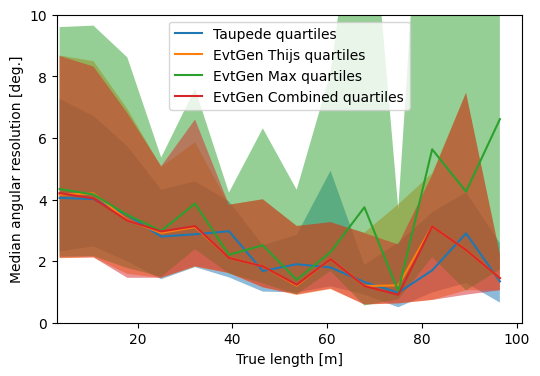 10
8
6
4
2
0
Median angular resolution [deg.]
Taupede quartiles
EvtGen Thijs quartiles
EvtGen Max quartiles
EvtGen Combined quartiles
20 40 60 80 100
True length [m]